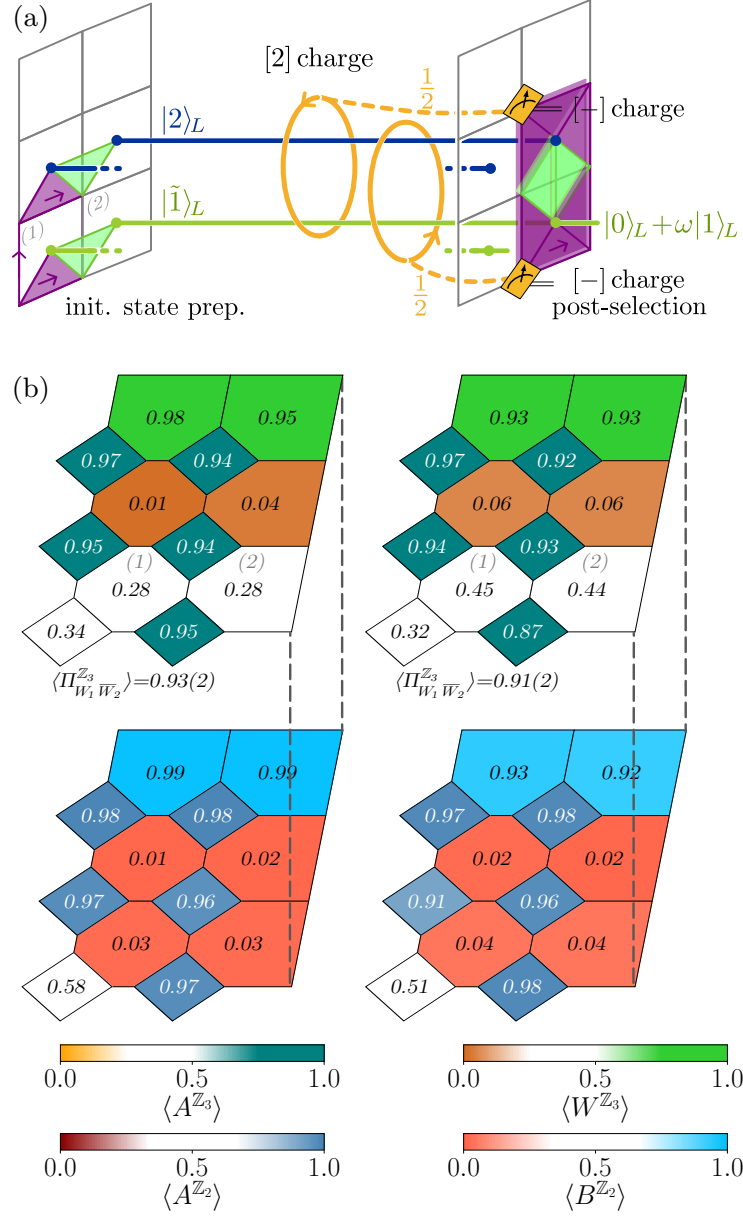 (a)
[2] charge
1/2
[−] charge
|2⟩_L
|1̃⟩_L
(1)
(2)
|0⟩_L + ω|1⟩_L
1/2
[−] charge
init. state prep.
post-selection
(b)
0.98 0.95 0.93 0.93
0.97 0.94 0.97 0.92
0.01 0.04 0.06 0.06
0.95 0.94 0.94 0.93
(1) (2) (1) (2)
0.28 0.28 0.45 0.44
0.34 0.95 0.32 0.87
⟨Π^{ℤ₃}_{W₁ W̅₂}⟩=0.93(2) ⟨Π^{ℤ₃}_{W₁ W̅₂}⟩=0.91(2)
0.99 0.99 0.93 0.92
0.98 0.98 0.97 0.98
0.01 0.02 0.02 0.02
0.97 0.96 0.91 0.96
0.03 0.03 0.04 0.04
0.58 0.97 0.51 0.98
0.0 0.5 1.0 0.0 0.5 1.0
⟨A^{ℤ₃}⟩ ⟨W^{ℤ₃}⟩
0.0 0.5 1.0 0.0 0.5 1.0
⟨A^{ℤ₂}⟩ ⟨B^{ℤ₂}⟩